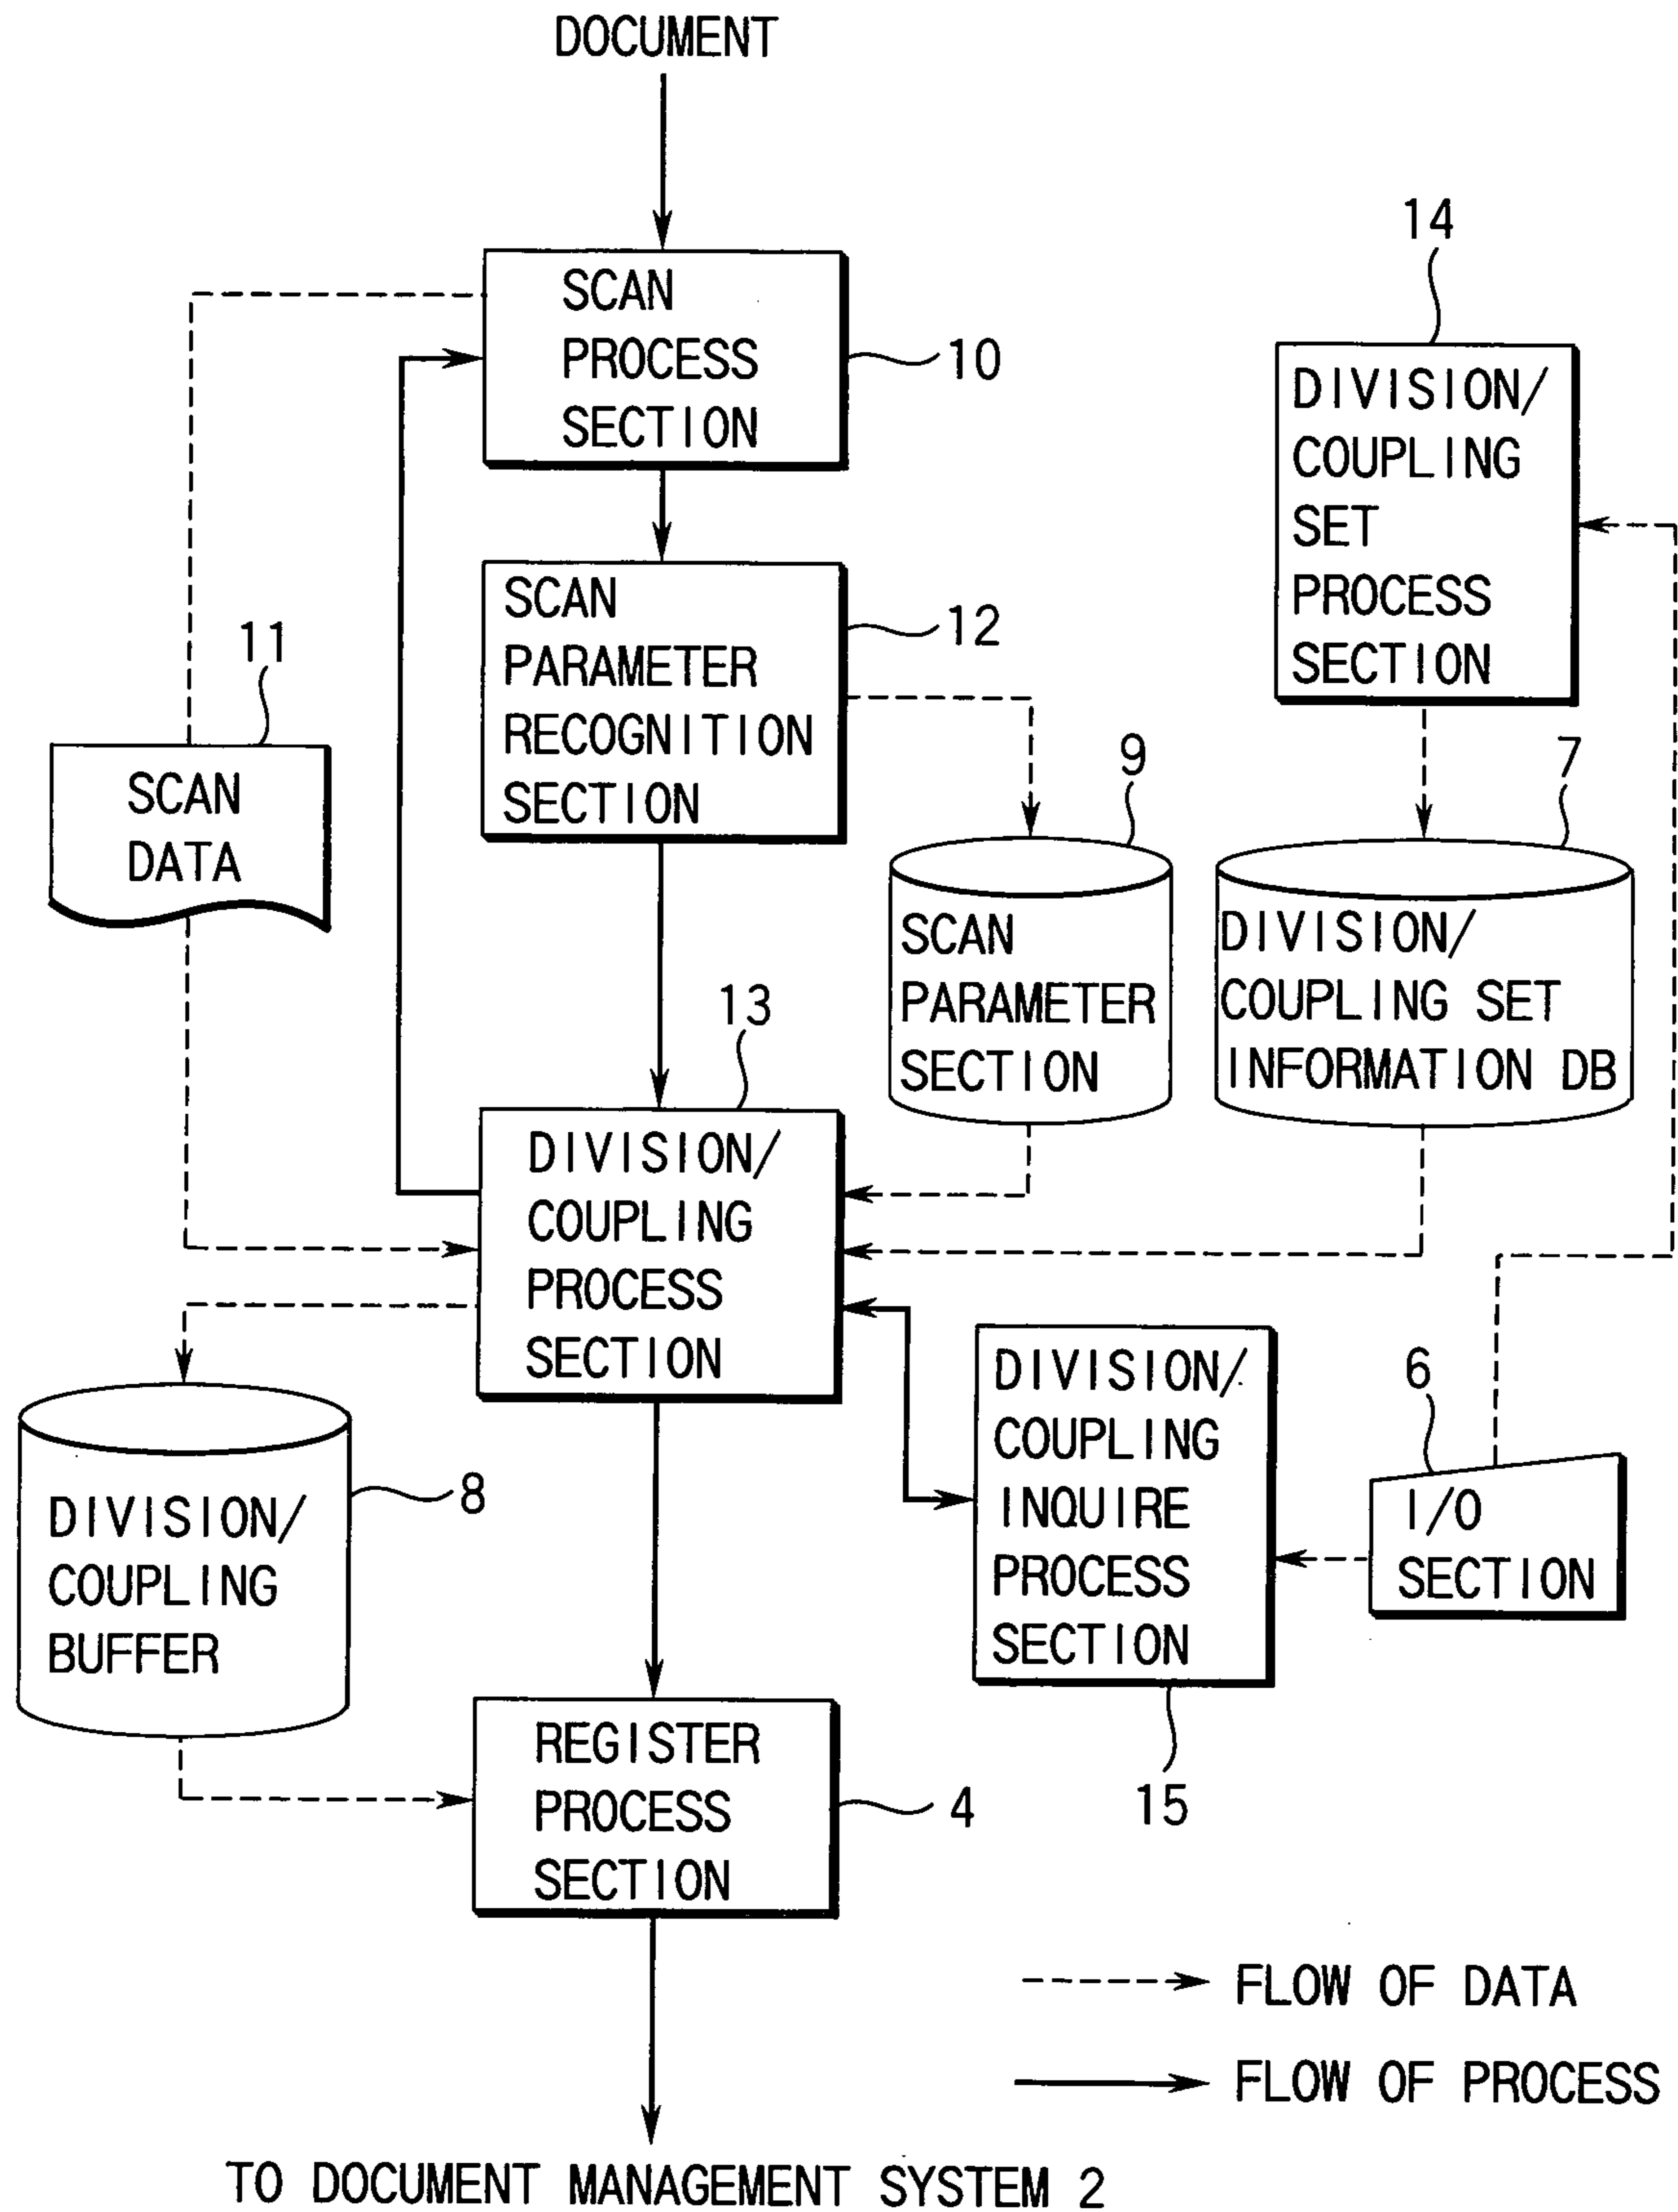 DOCUMENT
SCAN
PROCESS
SECTION
10
14
DIVISION/
COUPLING
SET
PROCESS
SECTION
SCAN
PARAMETER
RECOGNITION
SECTION
12
11
SCAN
DATA
9
SCAN
PARAMETER
SECTION
7
DIVISION/
COUPLING SET
INFORMATION DB
13
DIVISION/
COUPLING
PROCESS
SECTION
DIVISION/
COUPLING
INQUIRE
PROCESS
SECTION
15
6
I/O
SECTION
DIVISION/
COUPLING
BUFFER
8
REGISTER
PROCESS
SECTION
4
FLOW OF DATA
FLOW OF PROCESS
TO DOCUMENT MANAGEMENT SYSTEM 2